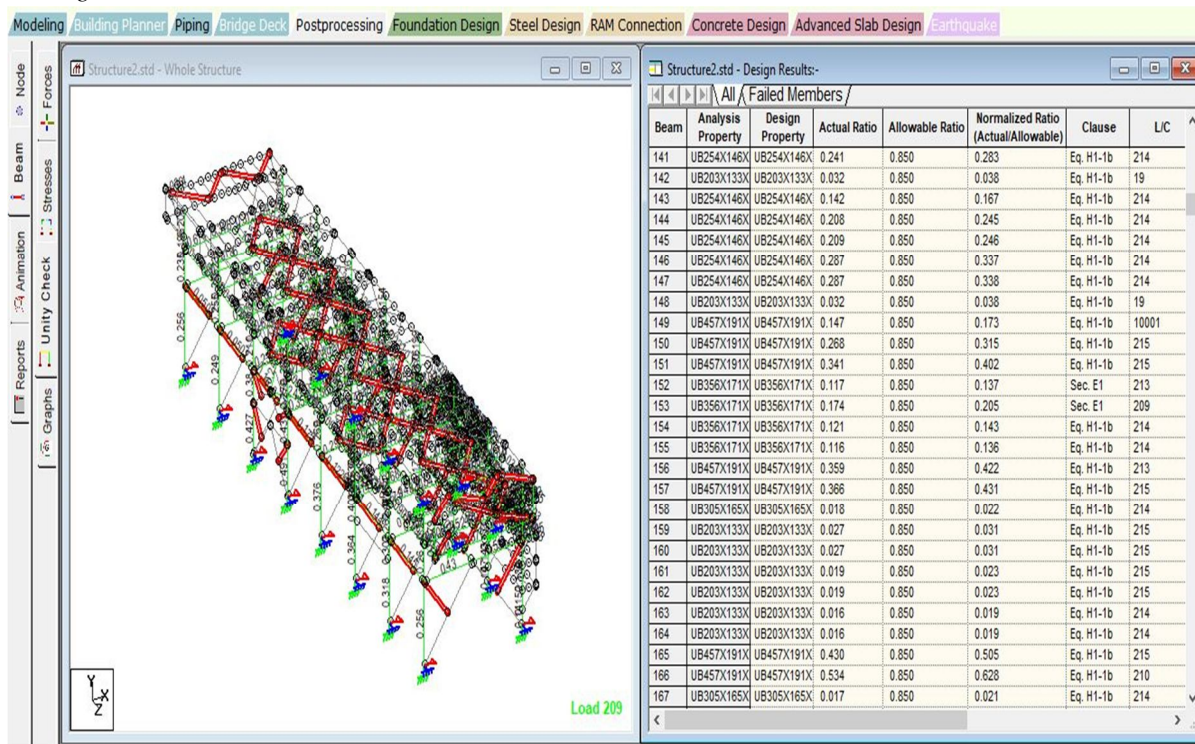 Modeling Building Planner Piping Bridge Deck Postprocessing Foundation Design Steel Design RAM Connection Concrete Design Advanced Slab Design Earthquake
Node
Beam
Animation
Reports
Forces
Stresses
Unity Check
Graphs
Structure2.std - Whole Structure
0.256
0.249
0.427
0.376
0.364
0.318
0.256
Y
X
Z
Load 209
Structure2.std - Design Results:-
All Failed Members
Beam Analysis Property Design Property Actual Ratio Allowable Ratio Normalized Ratio (Actual/Allowable) Clause L/C
141 UB254X146X UB254X146X 0.241 0.850 0.283 Eq. H1-1b 214
142 UB203X133X UB203X133X 0.032 0.850 0.038 Eq. H1-1b 19
143 UB254X146X UB254X146X 0.142 0.850 0.167 Eq. H1-1b 214
144 UB254X146X UB254X146X 0.208 0.850 0.245 Eq. H1-1b 214
145 UB254X146X UB254X146X 0.209 0.850 0.246 Eq. H1-1b 214
146 UB254X146X UB254X146X 0.287 0.850 0.337 Eq. H1-1b 214
147 UB254X146X UB254X146X 0.287 0.850 0.338 Eq. H1-1b 214
148 UB203X133X UB203X133X 0.032 0.850 0.038 Eq. H1-1b 19
149 UB457X191X UB457X191X 0.147 0.850 0.173 Eq. H1-1b 10001
150 UB457X191X UB457X191X 0.268 0.850 0.315 Eq. H1-1b 215
151 UB457X191X UB457X191X 0.341 0.850 0.402 Eq. H1-1b 215
152 UB356X171X UB356X171X 0.117 0.850 0.137 Sec. E1 213
153 UB356X171X UB356X171X 0.174 0.850 0.205 Sec. E1 209
154 UB356X171X UB356X171X 0.121 0.850 0.143 Eq. H1-1b 214
155 UB356X171X UB356X171X 0.116 0.850 0.136 Eq. H1-1b 214
156 UB457X191X UB457X191X 0.359 0.850 0.422 Eq. H1-1b 213
157 UB457X191X UB457X191X 0.366 0.850 0.431 Eq. H1-1b 215
158 UB305X165X UB305X165X 0.018 0.850 0.022 Eq. H1-1b 214
159 UB203X133X UB203X133X 0.027 0.850 0.031 Eq. H1-1b 215
160 UB203X133X UB203X133X 0.027 0.850 0.031 Eq. H1-1b 215
161 UB203X133X UB203X133X 0.019 0.850 0.023 Eq. H1-1b 215
162 UB203X133X UB203X133X 0.019 0.850 0.023 Eq. H1-1b 215
163 UB203X133X UB203X133X 0.016 0.850 0.019 Eq. H1-1b 214
164 UB203X133X UB203X133X 0.016 0.850 0.019 Eq. H1-1b 214
165 UB457X191X UB457X191X 0.430 0.850 0.505 Eq. H1-1b 215
166 UB457X191X UB457X191X 0.534 0.850 0.628 Eq. H1-1b 210
167 UB305X165X UB305X165X 0.017 0.850 0.021 Eq. H1-1b 214